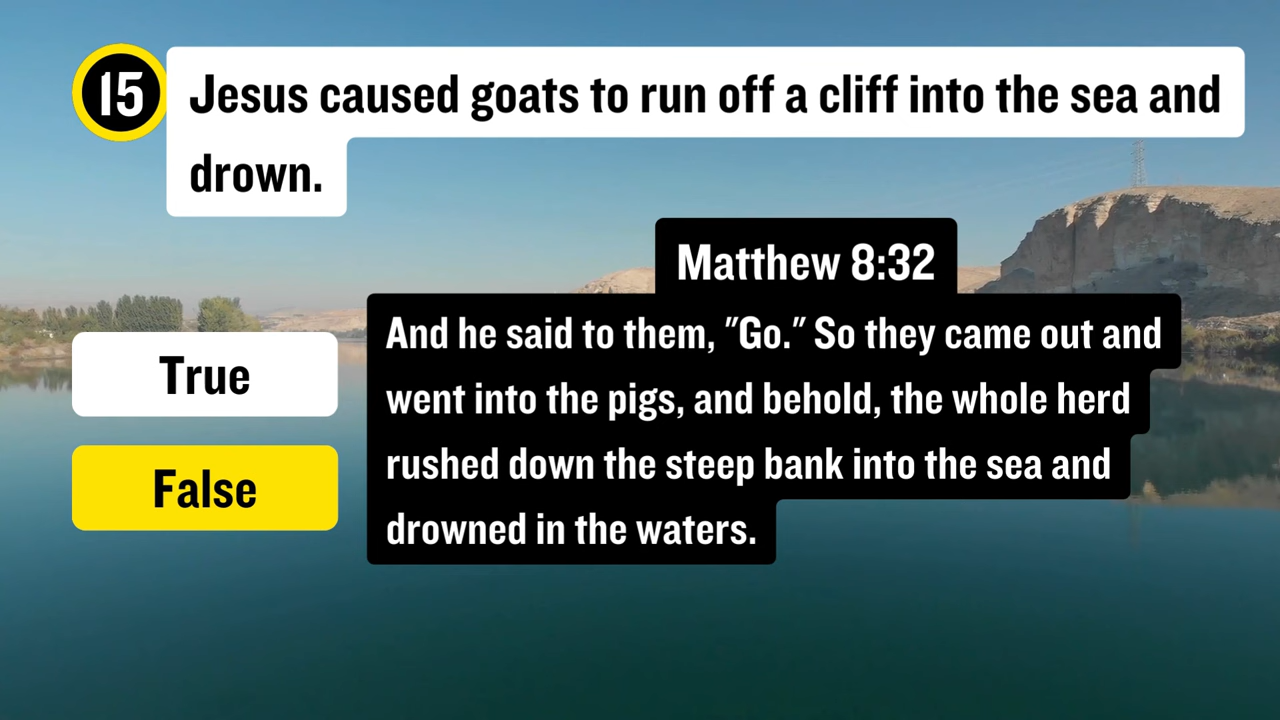 15
Jesus caused goats to run off a cliff into the sea and
drown.
Matthew 8:32
And he said to them, "Go." So they came out and
went into the pigs, and behold, the whole herd
rushed down the steep bank into the sea and
drowned in the waters.
True
False